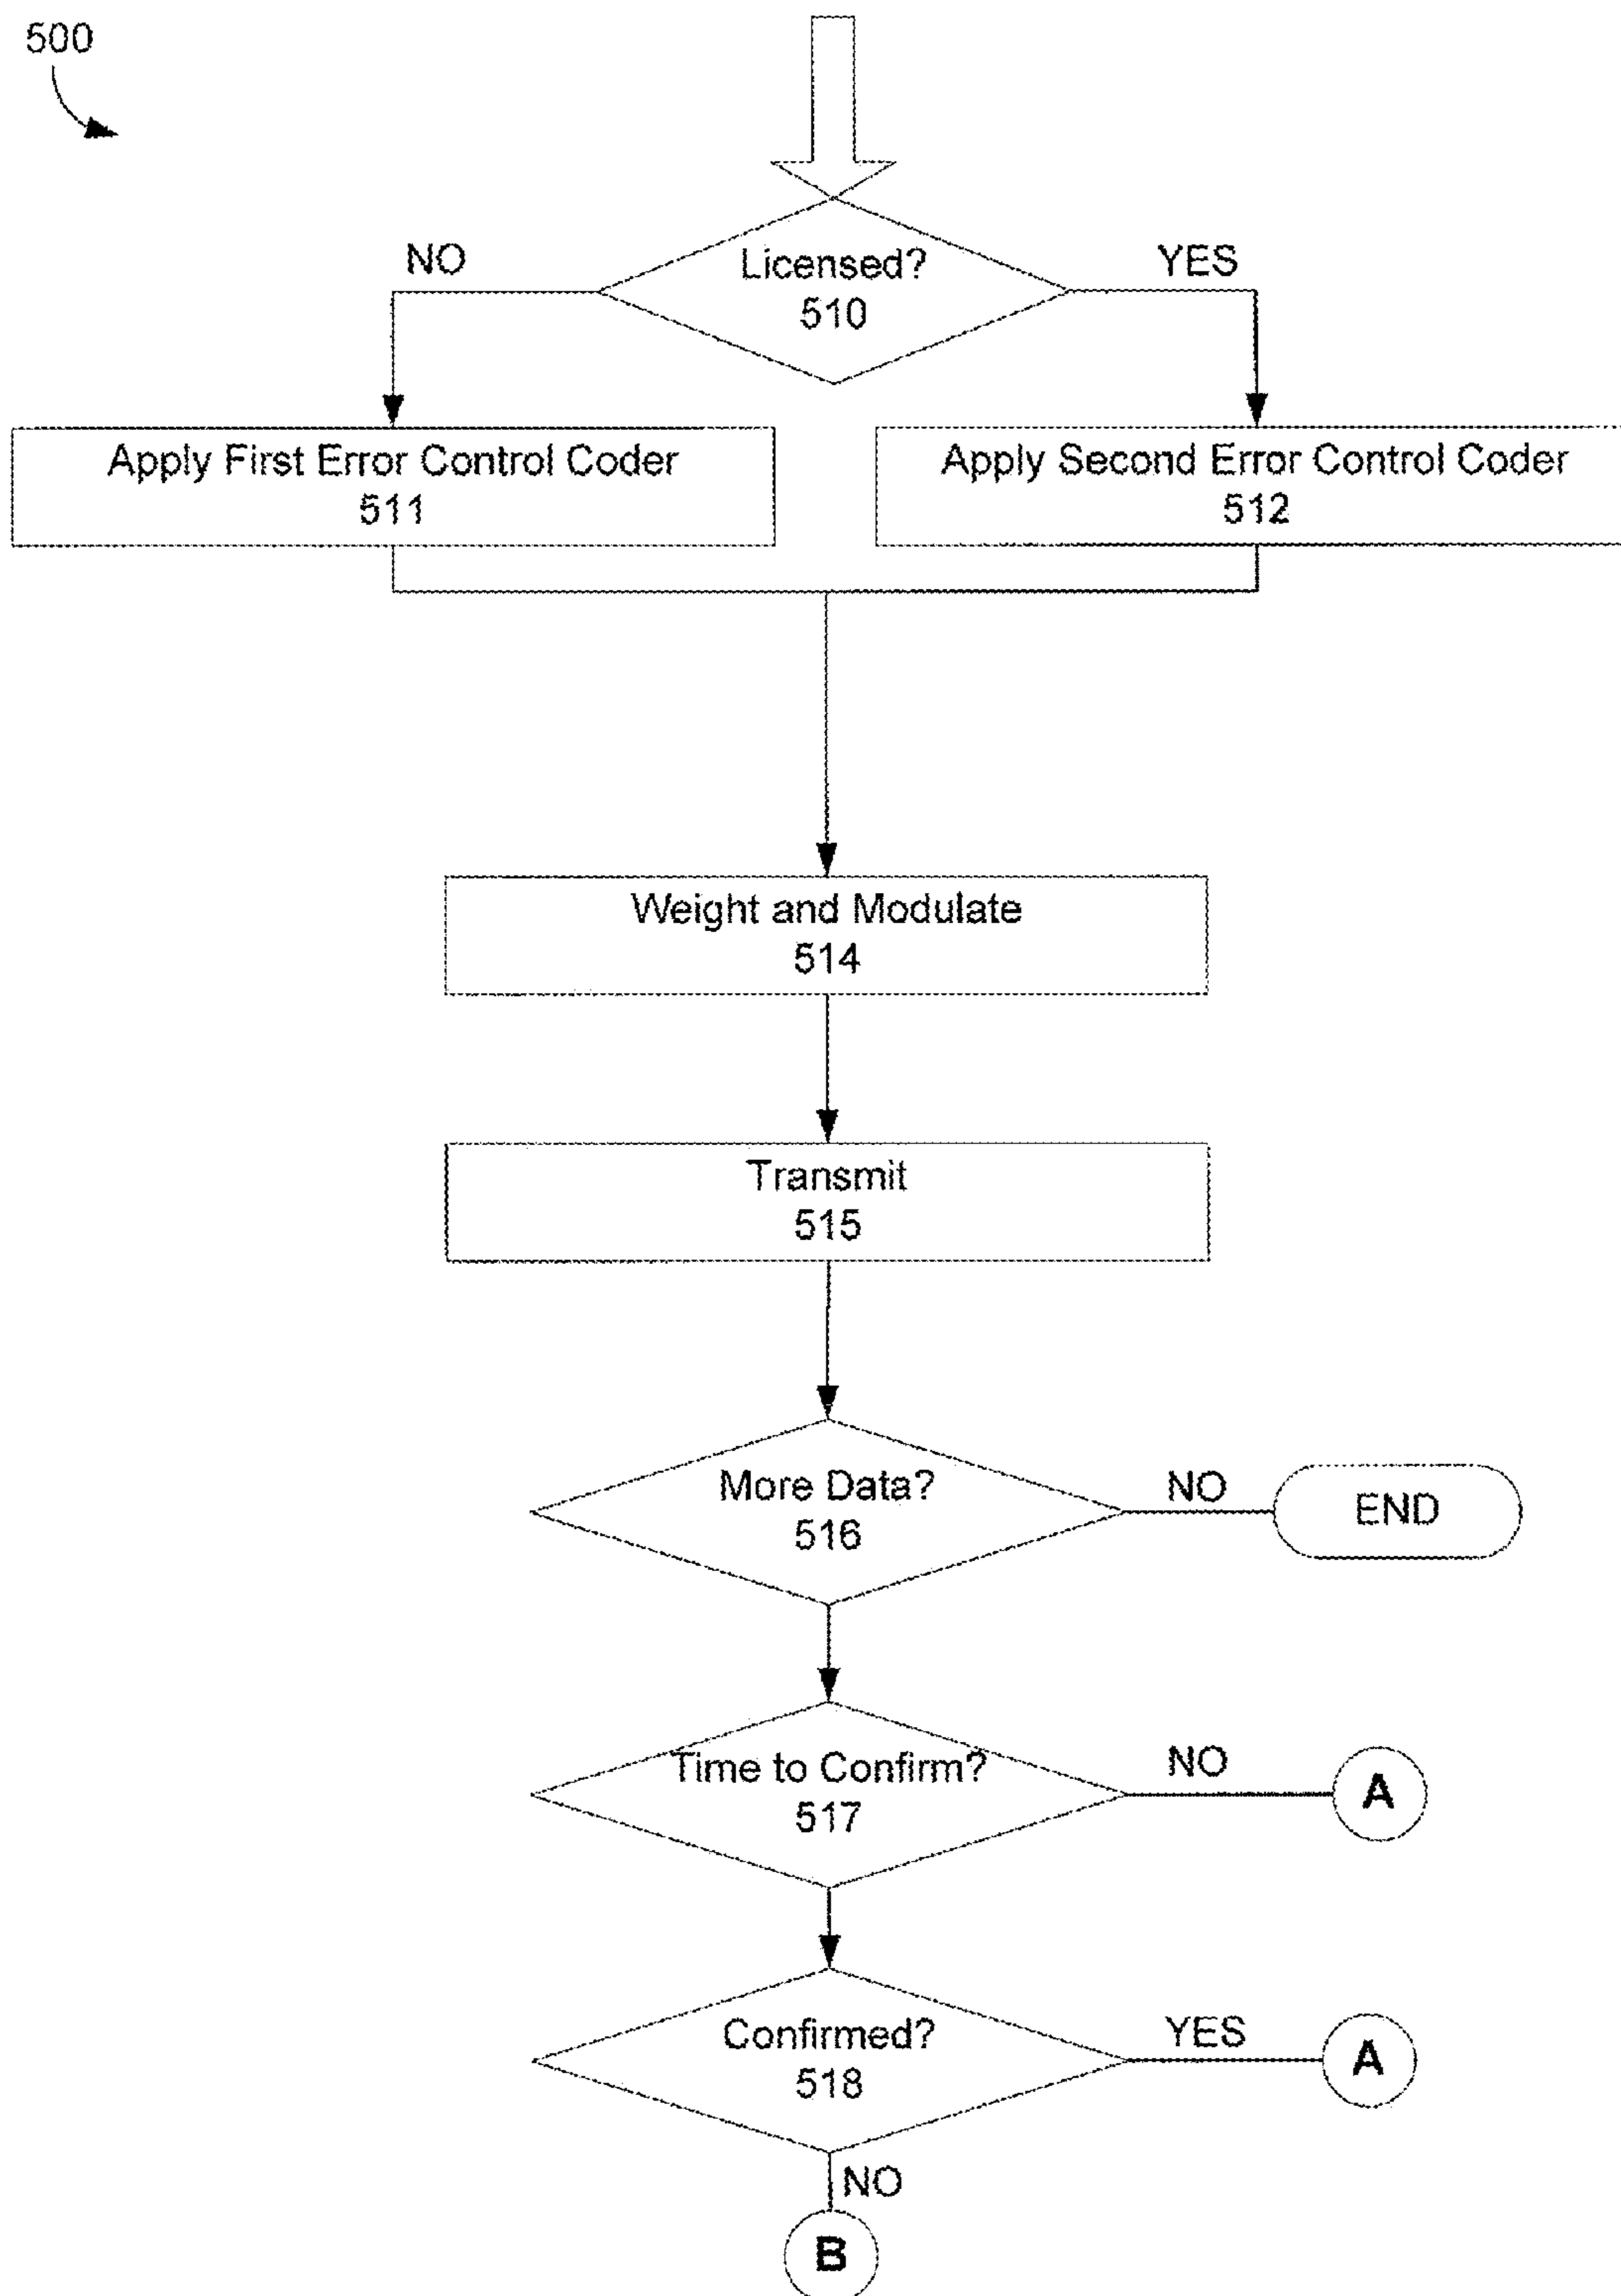 500
Licensed?
510
NO
YES
Apply First Error Control Coder
511
Apply Second Error Control Coder
512
Weight and Modulate
514
Transmit
515
More Data?
516
NO
END
Time to Confirm?
517
NO
A
Confirmed?
518
YES
A
NO
B